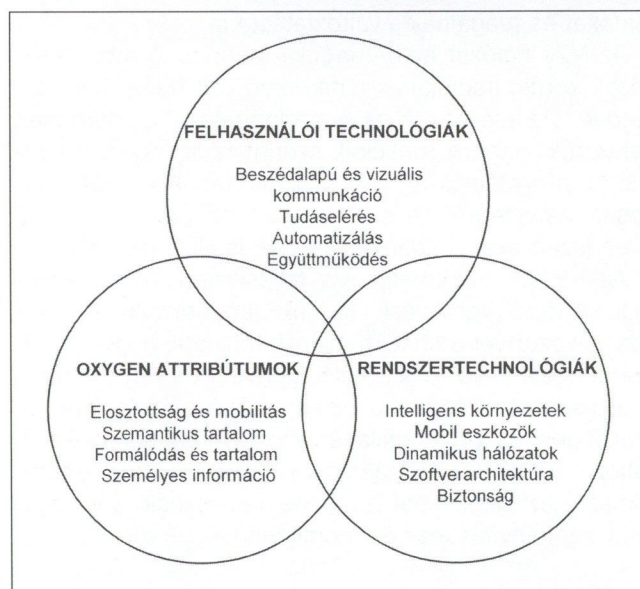 FELHASZNÁLÓI TECHNOLÓGIÁK
Beszédalapú és vizuális
kommunkáció
Tudáselérés
Automatizálás
Együttműködés
OXYGEN ATTRIBÚTUMOK
Elosztottság és mobilitás
Szemantikus tartalom
Formálódás és tartalom
Személyes információ
RENDSZERTECHNOLÓGIÁK
Intelligens környezetek
Mobil eszközök
Dinamikus hálózatok
Szoftverarchitektúra
Biztonság